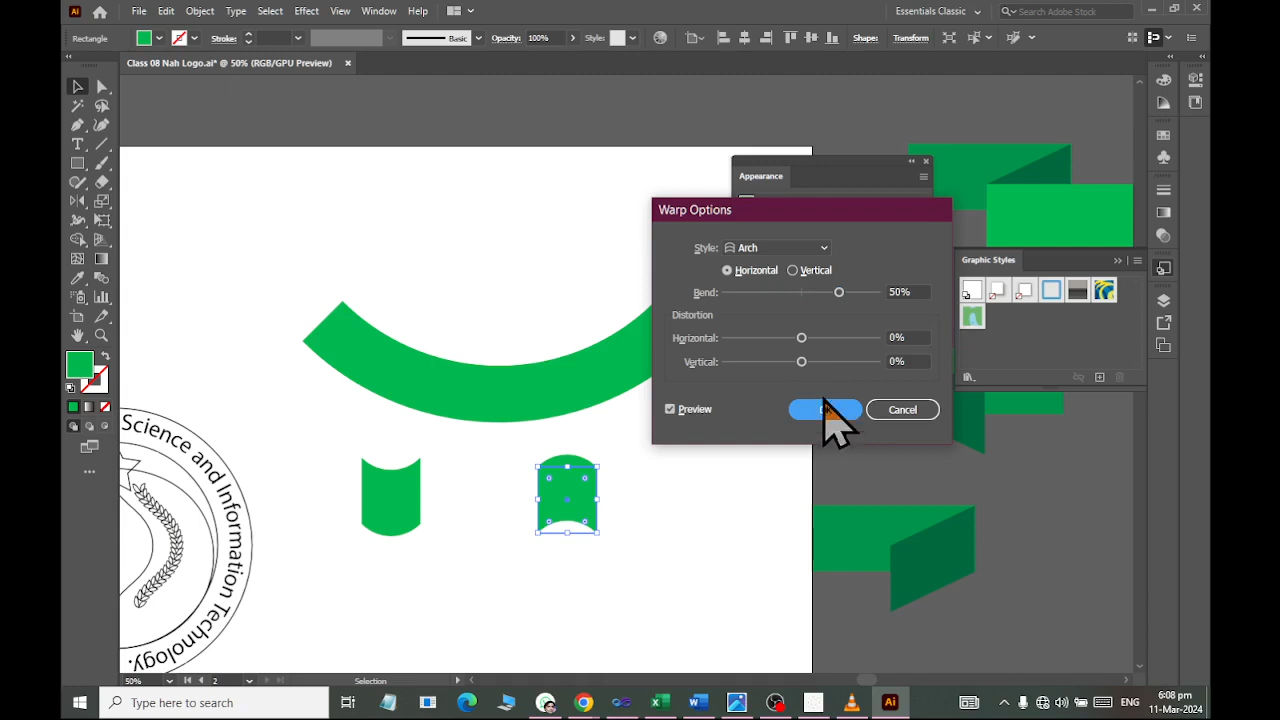 Ai File Edit Object Type Select Effect View Window Help Essentials Classic Search Adobe Stock
Rectangle Stroke: Basic Opacity: 100% Style: Shapes: Transform
Class 08 Nah Logo.ai* @ 50% (RGB/GPU Preview)
Appearance
Warp Options
Style: Arch
Horizontal Vertical
Bend: 50%
Distortion
Horizontal: 0%
Vertical: 0%
Preview
Cancel
Graphic Styles
Science and Information Technology.
50% 2 Selection
Type here to search
Ai
ENG
6:08 pm
11-Mar-2024